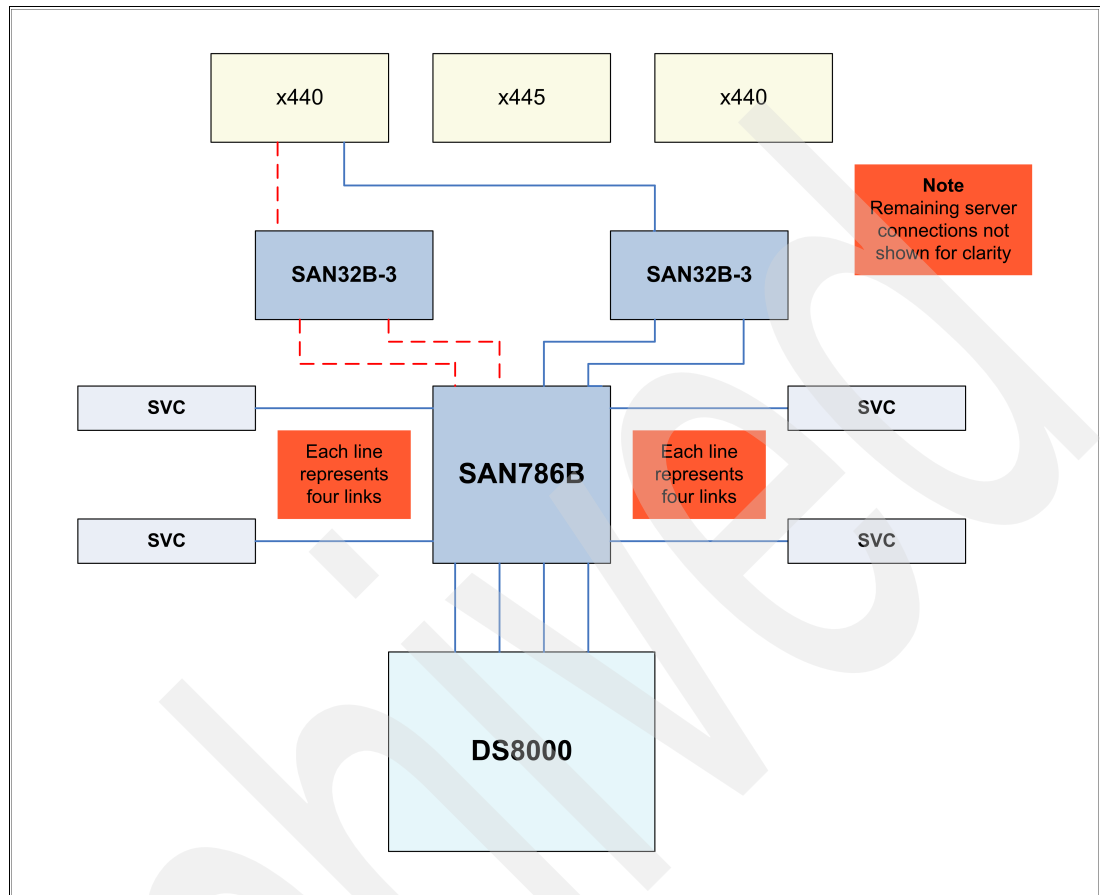 x440
x445
x440
Note
Remaining server
connections not
shown for clarity
SAN32B-3
SAN32B-3
SVC
SVC
Each line
represents
four links
SAN786B
Each line
represents
four links
SVC
SVC
DS8000